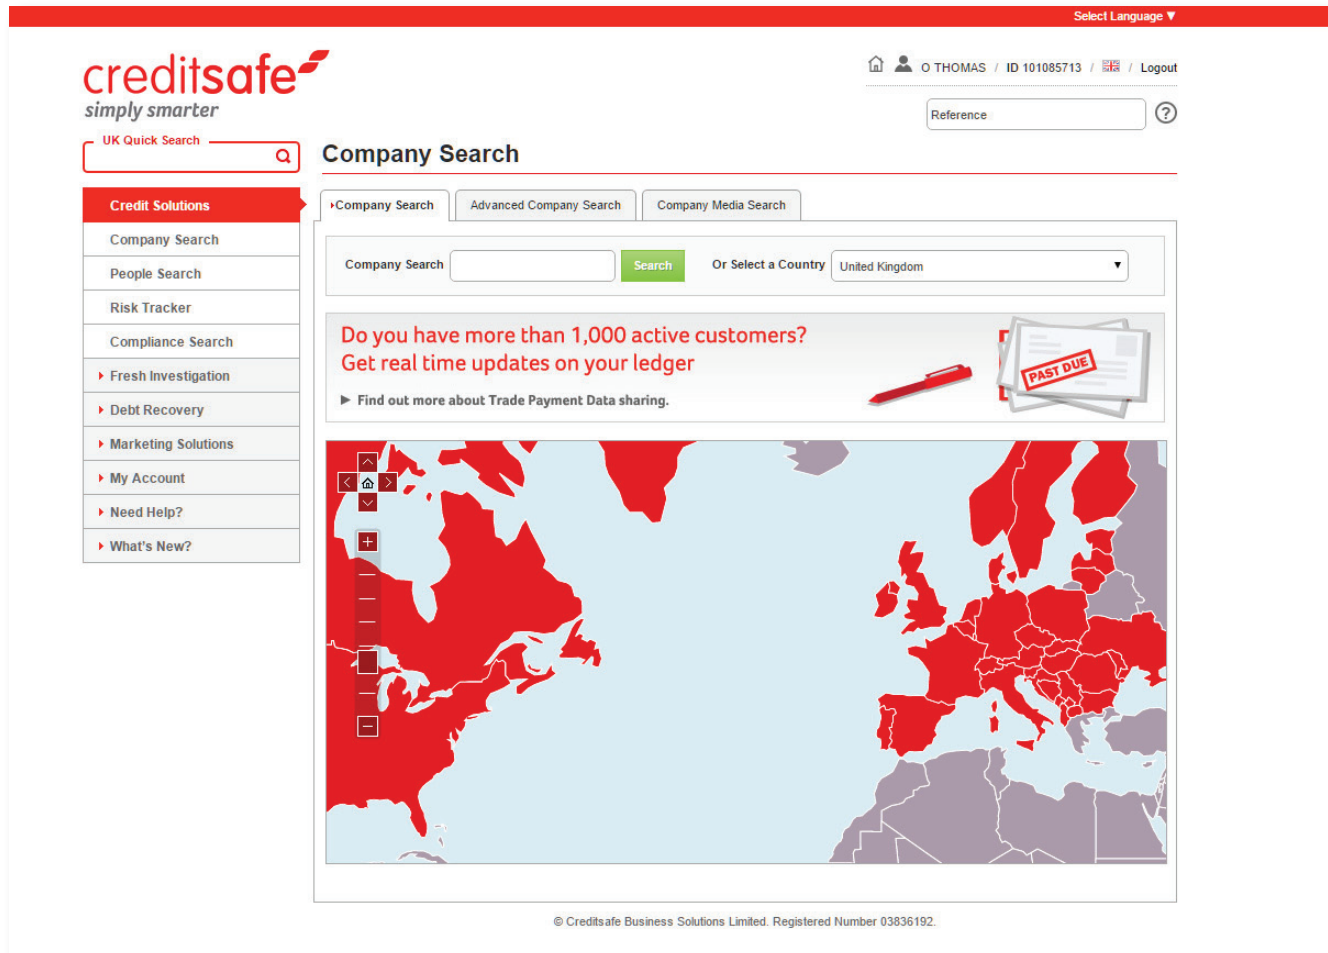 Select Language ▼
creditsafe
simply smarter
O THOMAS / ID 101085713 / / Logout
Reference
?
UK Quick Search
Company Search
Credit Solutions
Company Search
People Search
Risk Tracker
Compliance Search
Fresh Investigation
Debt Recovery
Marketing Solutions
My Account
Need Help?
What's New?
Company Search
Advanced Company Search
Company Media Search
Company Search
Search
Or Select a Country
United Kingdom
Do you have more than 1,000 active customers?
Get real time updates on your ledger
Find out more about Trade Payment Data sharing.
PAST DUE
© Creditsafe Business Solutions Limited. Registered Number 03836192.